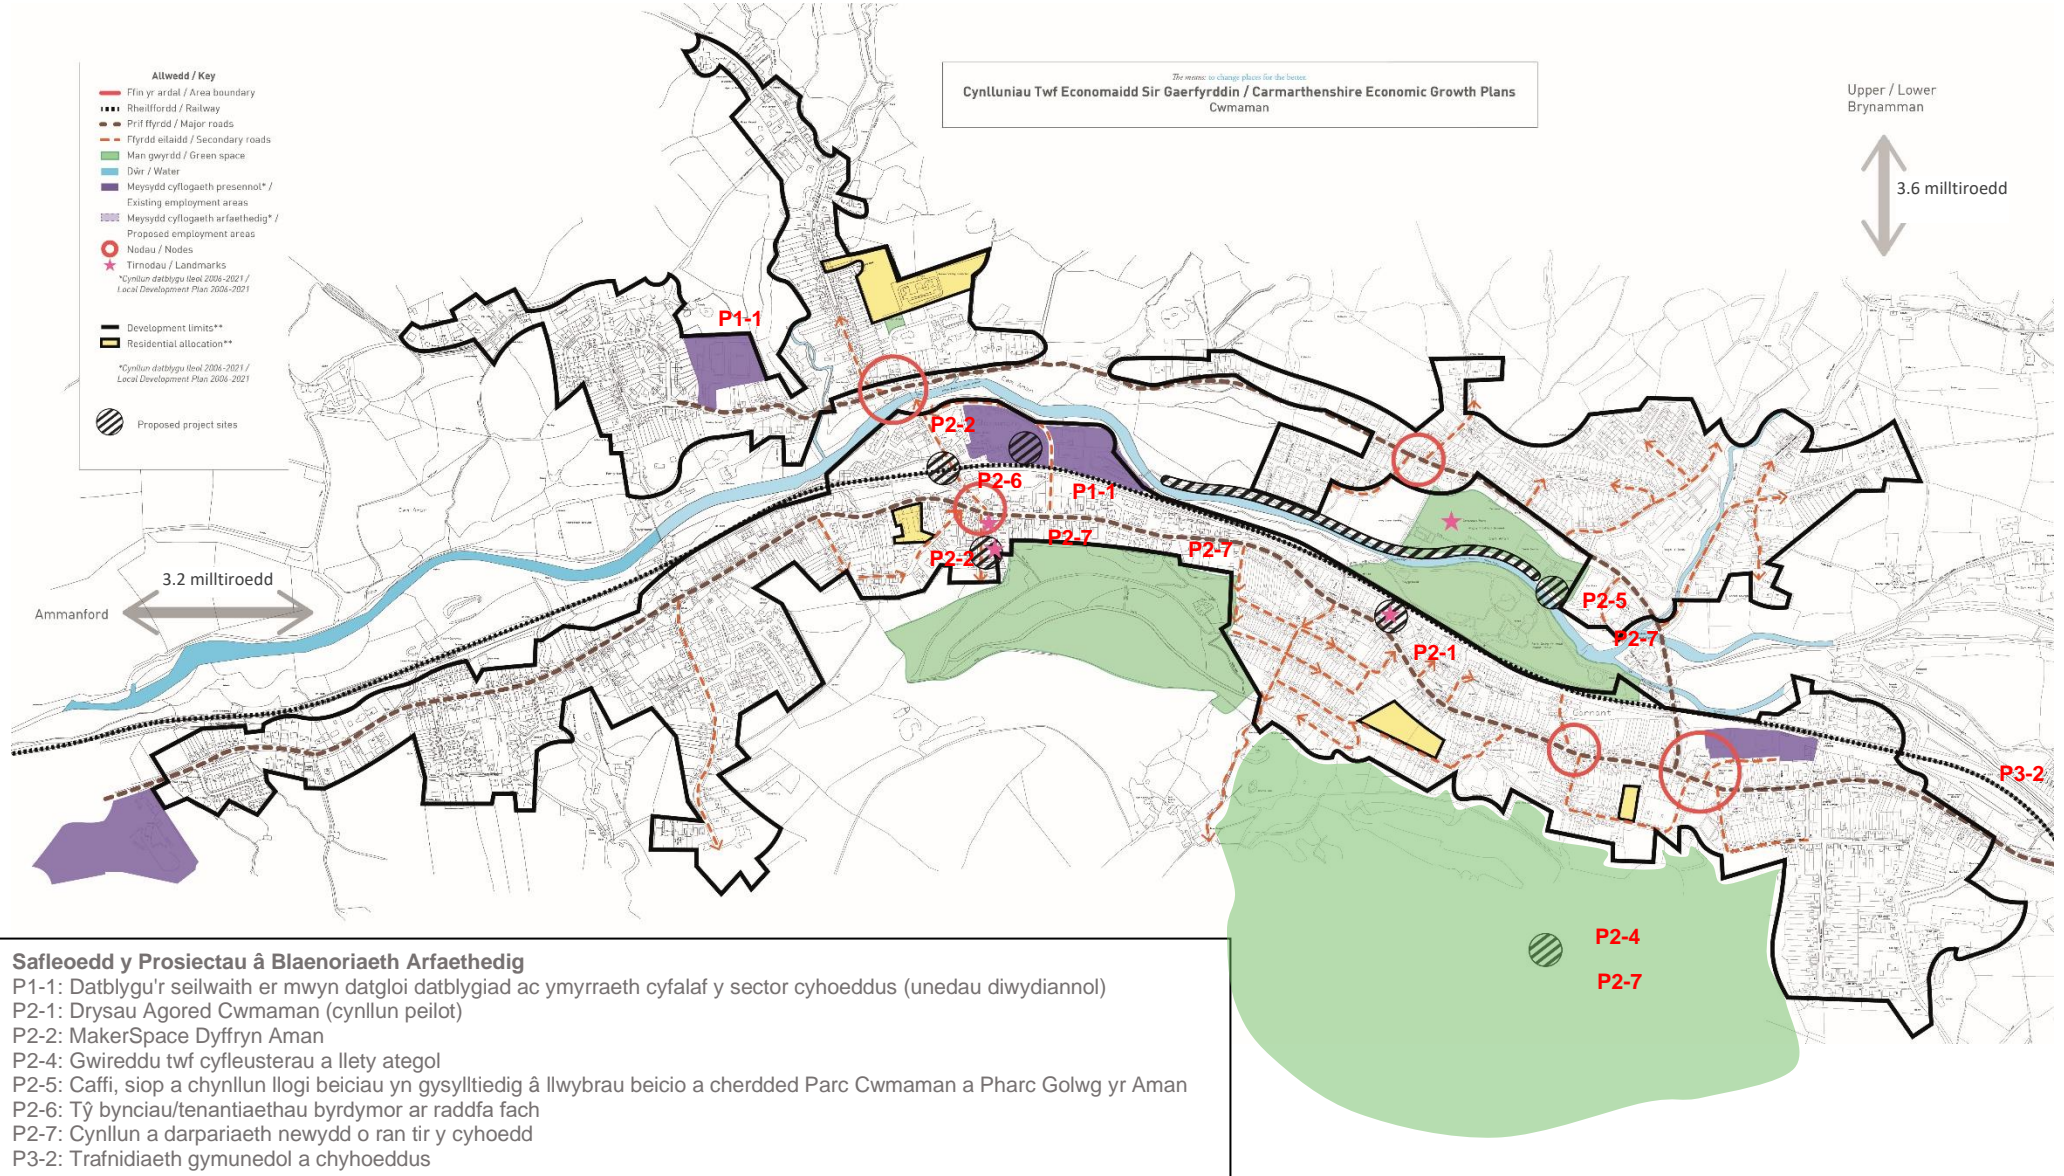 Allwedd / Key
Ffin yr ardal / Area boundary
Rheilffordd / Railway
Prif ffyrdd / Major roads
Ffyrdd eilaidd / Secondary roads
Man gwyrdd / Green space
Dŵr / Water
Meysydd cyflogaeth presennol* /
Existing employment areas
Meysydd cyflogaeth arfaethedig* /
Proposed employment areas
Nodau / Nodes
Tirnodau / Landmarks
*Cynllun datblygu lleol 2006-2021 /
Local Development Plan 2006-2021
Development limits**
Residential allocation**
*Cynllun datblygu lleol 2006-2021 /
Local Development Plan 2006-2021
Proposed project sites
The means: to change places for the better.
Cynlluniau Twf Economaidd Sir Gaerfyrddin / Carmarthenshire Economic Growth Plans
Cwmaman
Upper / Lower
Brynamman
3.6 milltiroedd
P1-1
P2-2
P2-6
P1-1
P2-7
P2-7
P2-2
3.2 milltiroedd
Ammanford
P2-5
P2-7
P2-1
P3-2
P2-4
P2-7
Safleoedd y Prosiectau â Blaenoriaeth Arfaethedig
P1-1: Datblygu'r seilwaith er mwyn datgloi datblygiad ac ymyrraeth cyfalaf y sector cyhoeddus (unedau diwydiannol)
P2-1: Drysau Agored Cwmaman (cynllun peilot)
P2-2: MakerSpace Dyffryn Aman
P2-4: Gwireddu twf cyfleusterau a llety ategol
P2-5: Caffi, siop a chynllun llogi beiciau yn gysylltiedig â llwybrau beicio a cherdded Parc Cwmaman a Pharc Golwg yr Aman
P2-6: Tŷ bynciau/tenantiaethau byrdymor ar raddfa fach
P2-7: Cynllun a darpariaeth newydd o ran tir y cyhoedd
P3-2: Trafnidiaeth gymunedol a chyhoeddus